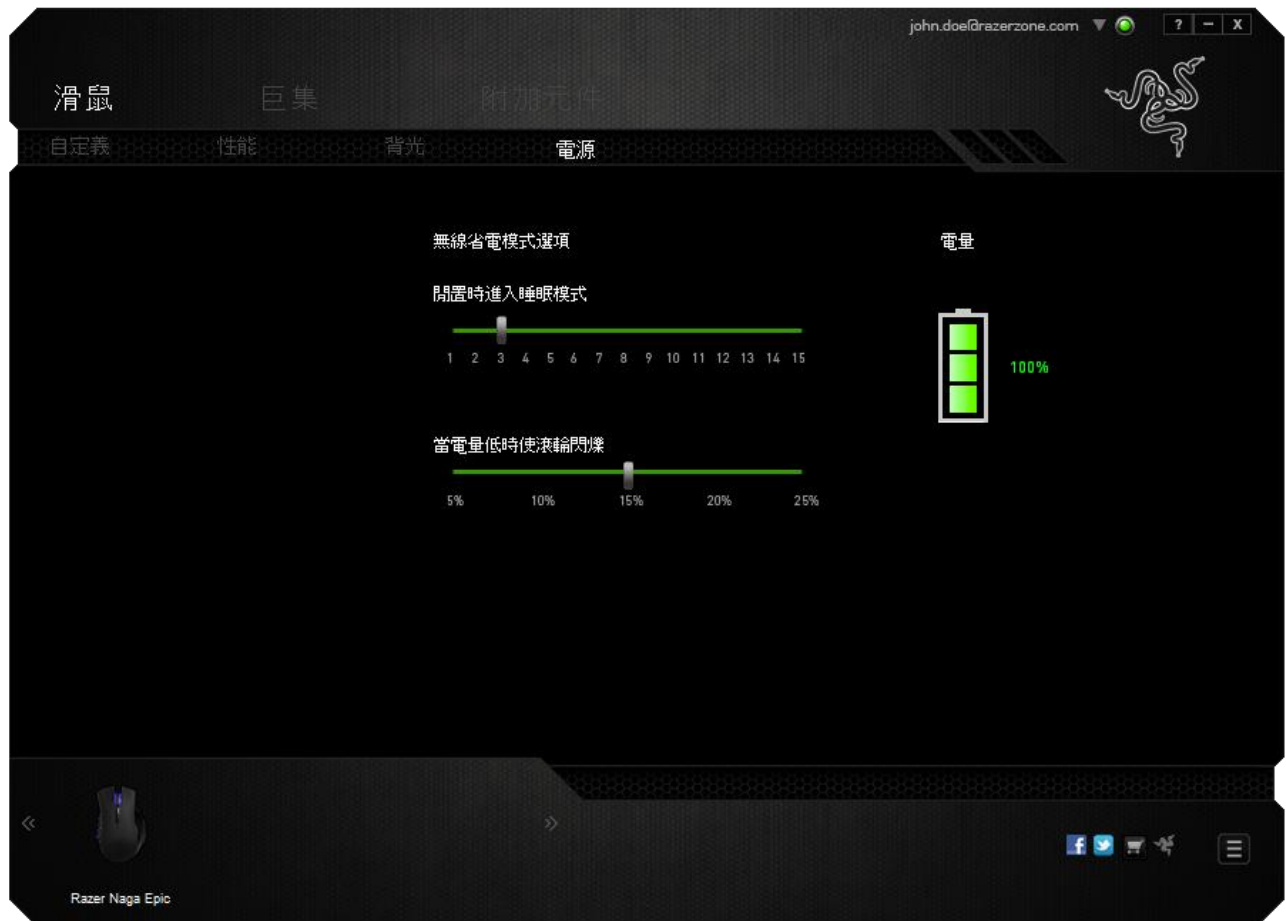 john.doe@razerzone.com ? – X
滑鼠 巨集 附加元件
自定義 性能 背光 電源
無線省電模式選項 電量
閒置時進入睡眠模式
1 2 3 4 5 6 7 8 9 10 11 12 13 14 15
100%
當電量低時使滾輪閃爍
5% 10% 15% 20% 25%
Razer Naga Epic